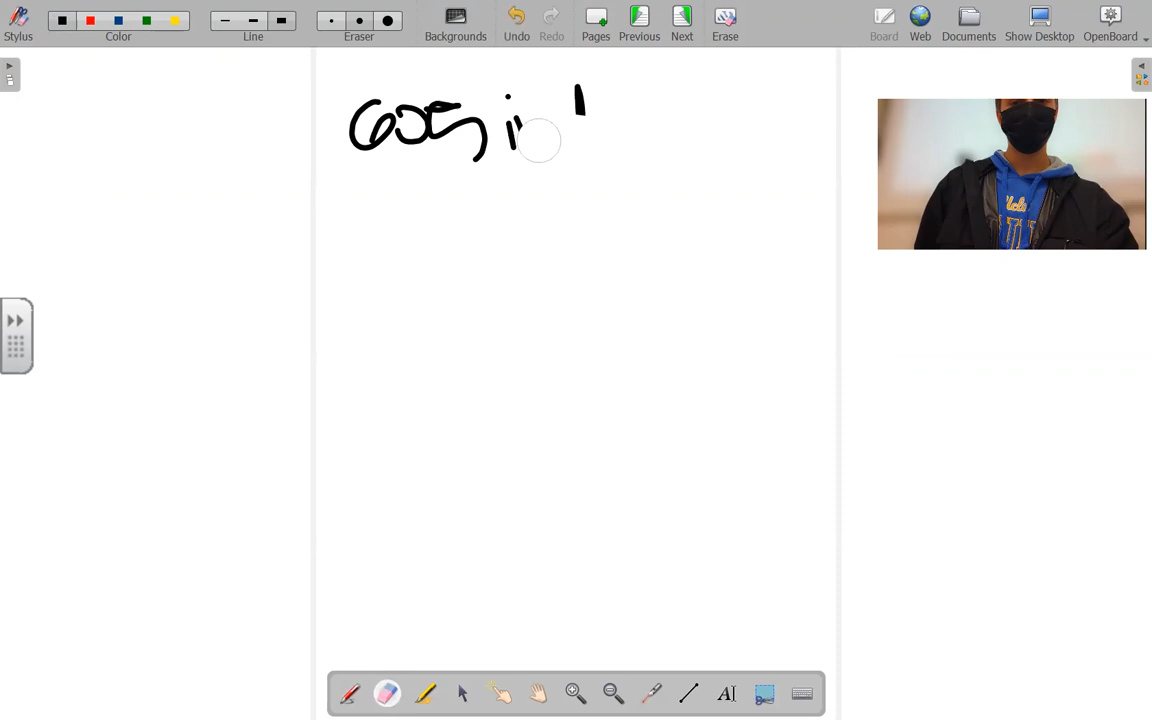 Stylus
Color
Line
Eraser
Backgrounds
Undo
Redo
Pages
Previous
Next
Erase
Board
Web
Documents
Show Desktop
OpenBoard